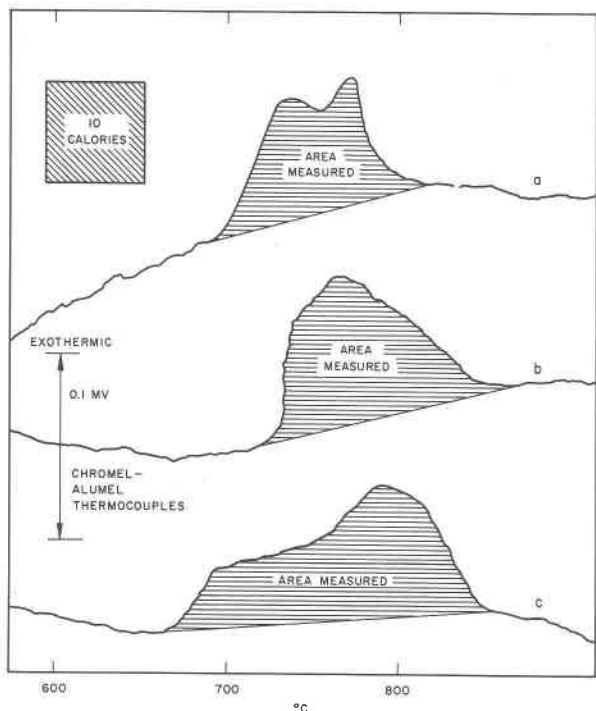 10
CALORIES
AREA
MEASURED
a
EXOTHERMIC
0.1 MV
AREA
MEASURED
b
CHROMEL-
ALUMEL
THERMOCOUPLES
AREA MEASURED
c
600
700
800
°C